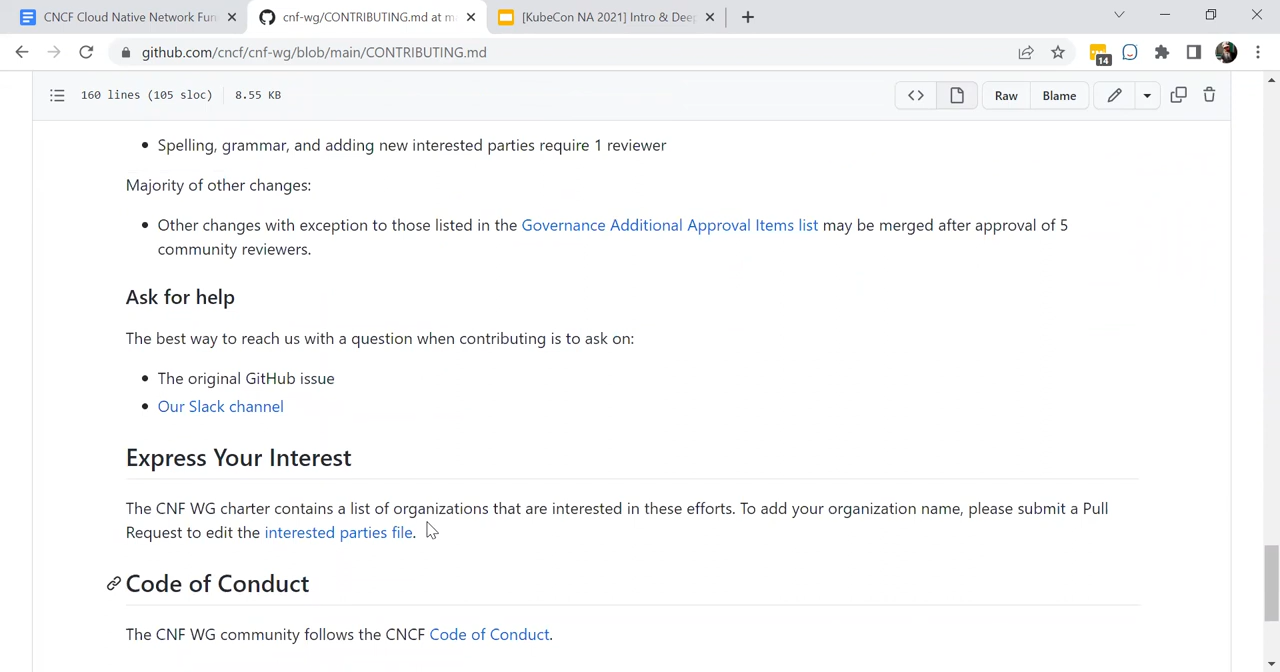 CNCF Cloud Native Network Fun
cnf-wg/CONTRIBUTING.md at m
[KubeCon NA 2021] Intro & Deep
github.com/cncf/cnf-wg/blob/main/CONTRIBUTING.md
14
160 lines (105 sloc) 8.55 KB
Raw Blame
Spelling, grammar, and adding new interested parties require 1 reviewer
Majority of other changes:
Other changes with exception to those listed in the Governance Additional Approval Items list may be merged after approval of 5
community reviewers.
Ask for help
The best way to reach us with a question when contributing is to ask on:
The original GitHub issue
Our Slack channel
Express Your Interest
The CNF WG charter contains a list of organizations that are interested in these efforts. To add your organization name, please submit a Pull
Request to edit the interested parties file.
Code of Conduct
The CNF WG community follows the CNCF Code of Conduct.